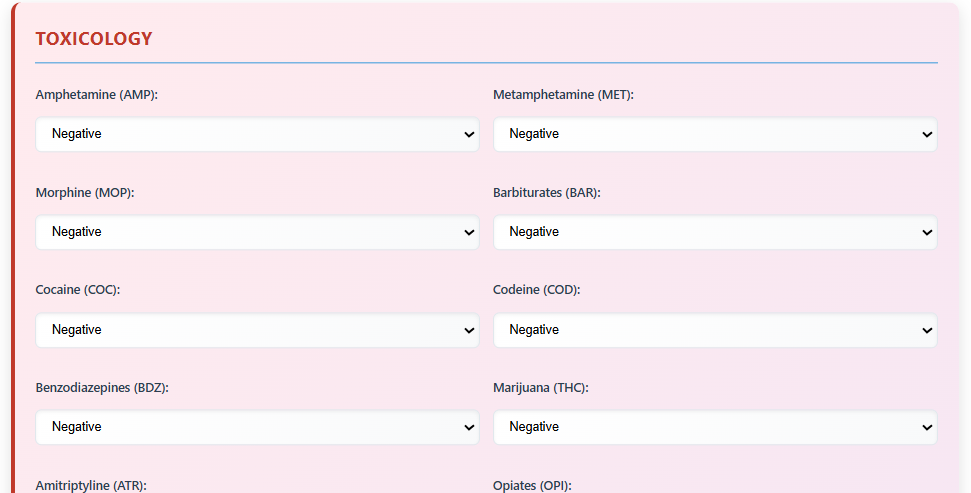 TOXICOLOGY
Amphetamine (AMP):
Metamphetamine (MET):
Negative
Negative
Morphine (MOP):
Barbiturates (BAR):
Negative
Negative
Cocaine (COC):
Codeine (COD):
Negative
Negative
Benzodiazepines (BDZ):
Marijuana (THC):
Negative
Negative
Amitriptyline (ATR):
Opiates (OPI):